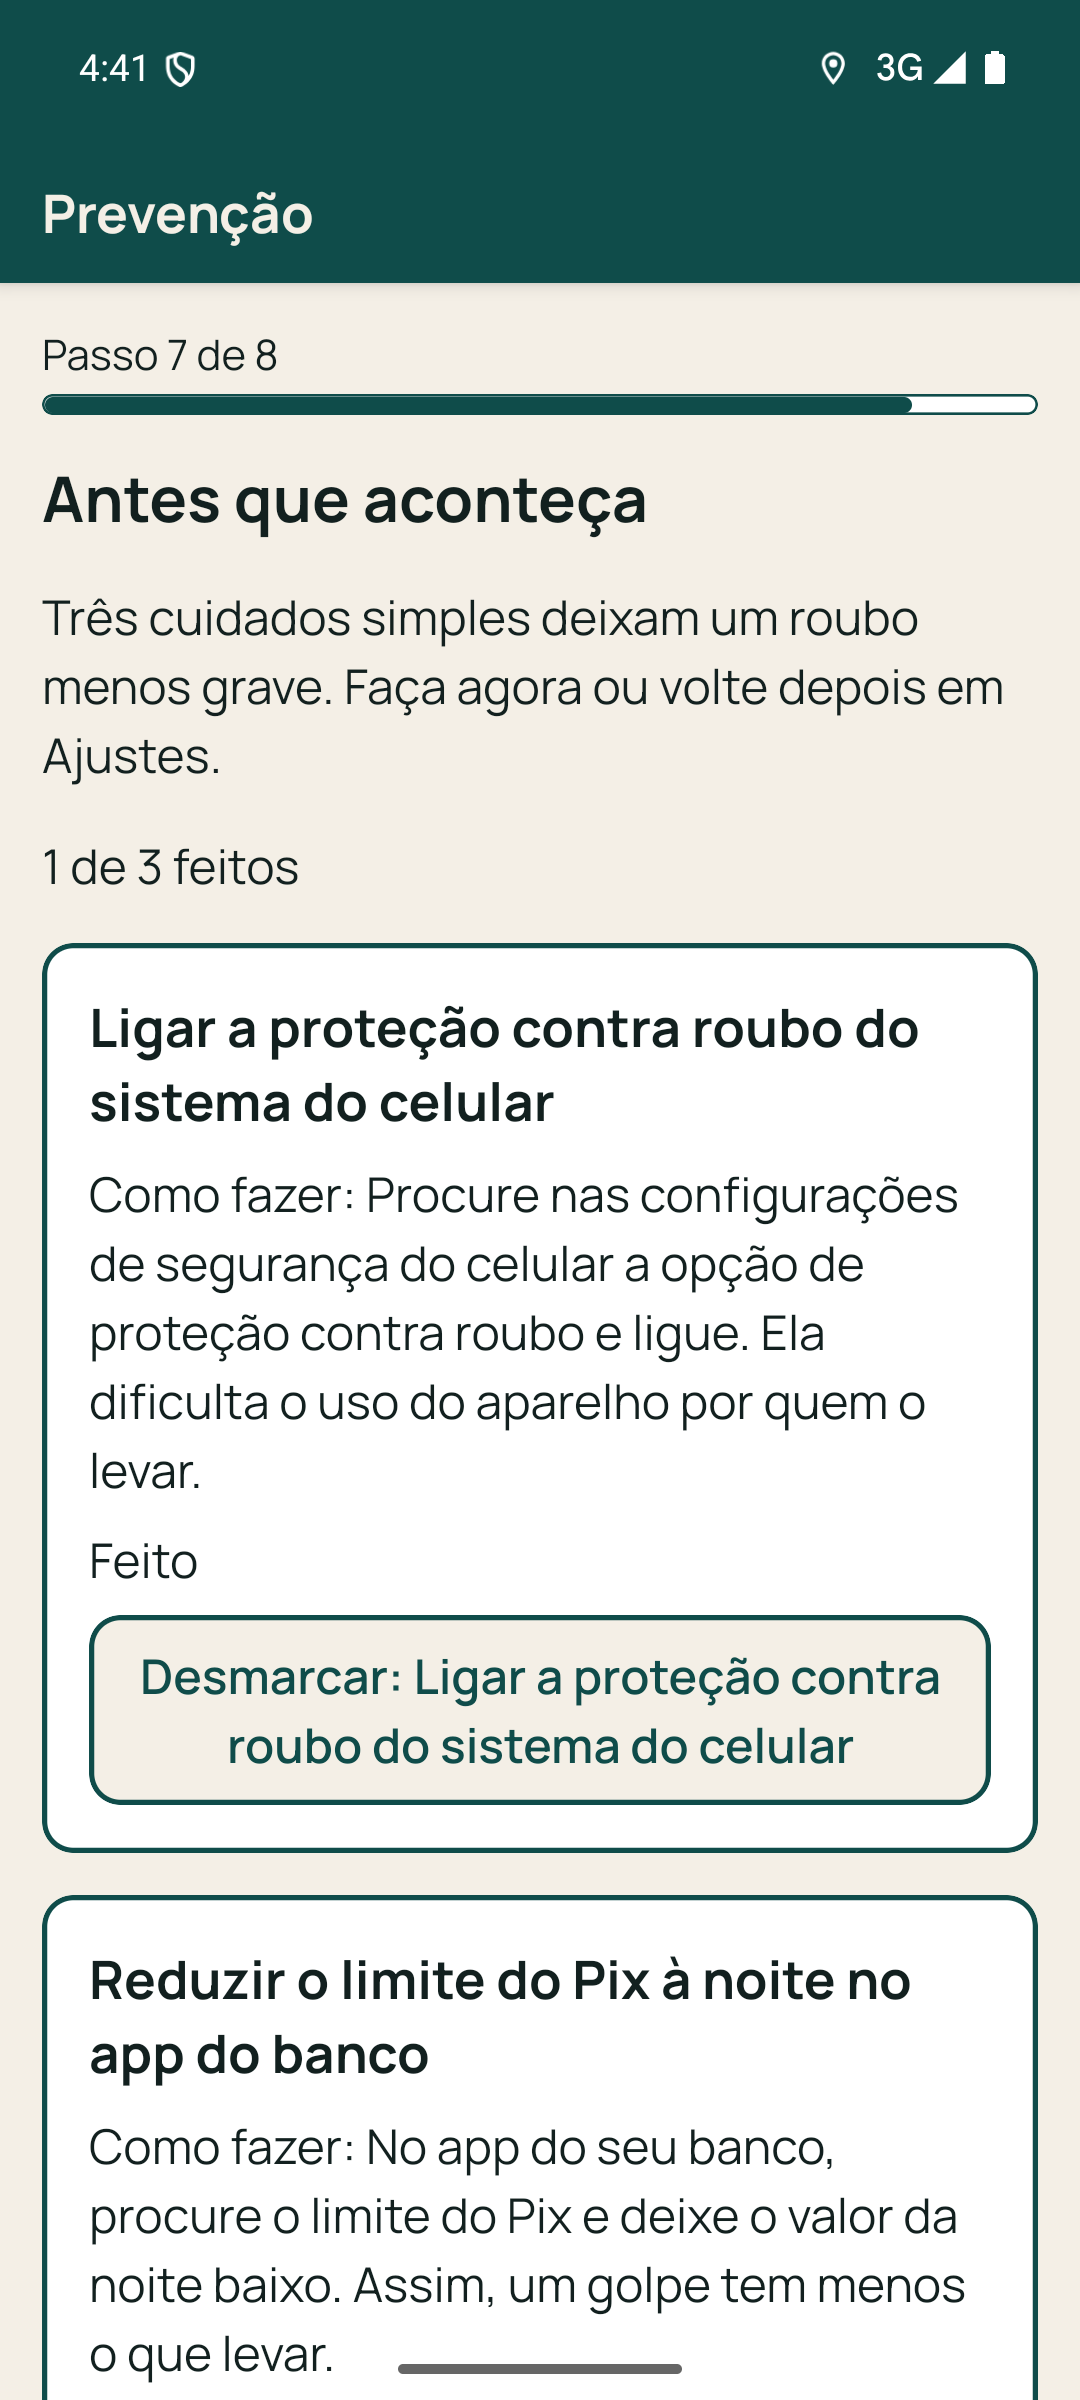 4:41
3G
Prevenção
Passo 7 de 8
Antes que aconteça
Três cuidados simples deixam um roubo
menos grave. Faça agora ou volte depois em
Ajustes.
1 de 3 feitos
Ligar a proteção contra roubo do
sistema do celular
Como fazer: Procure nas configurações
de segurança do celular a opção de
proteção contra roubo e ligue. Ela
dificulta o uso do aparelho por quem o
levar.
Feito
Desmarcar: Ligar a proteção contra
roubo do sistema do celular
Reduzir o limite do Pix à noite no
app do banco
Como fazer: No app do seu banco,
procure o limite do Pix e deixe o valor da
noite baixo. Assim, um golpe tem menos
o que levar.